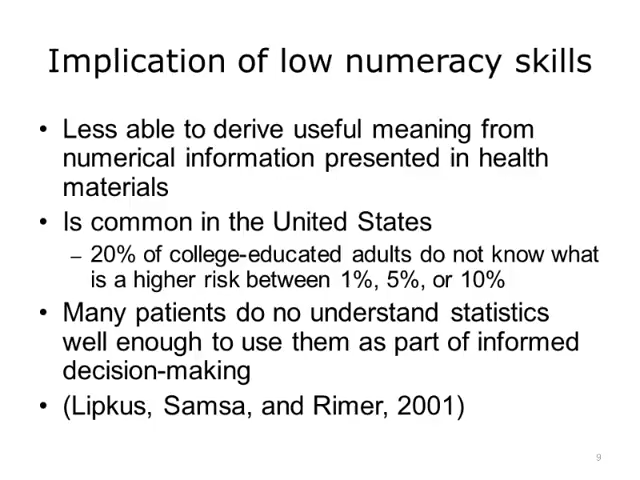 Implication of low numeracy skills
• Less able to derive useful meaning from
numerical information presented in health
materials
• Is common in the United States
– 20% of college-educated adults do not know what
is a higher risk between 1%, 5%, or 10%
• Many patients do no understand statistics
well enough to use them as part of informed
decision-making
• (Lipkus, Samsa, and Rimer, 2001)
9